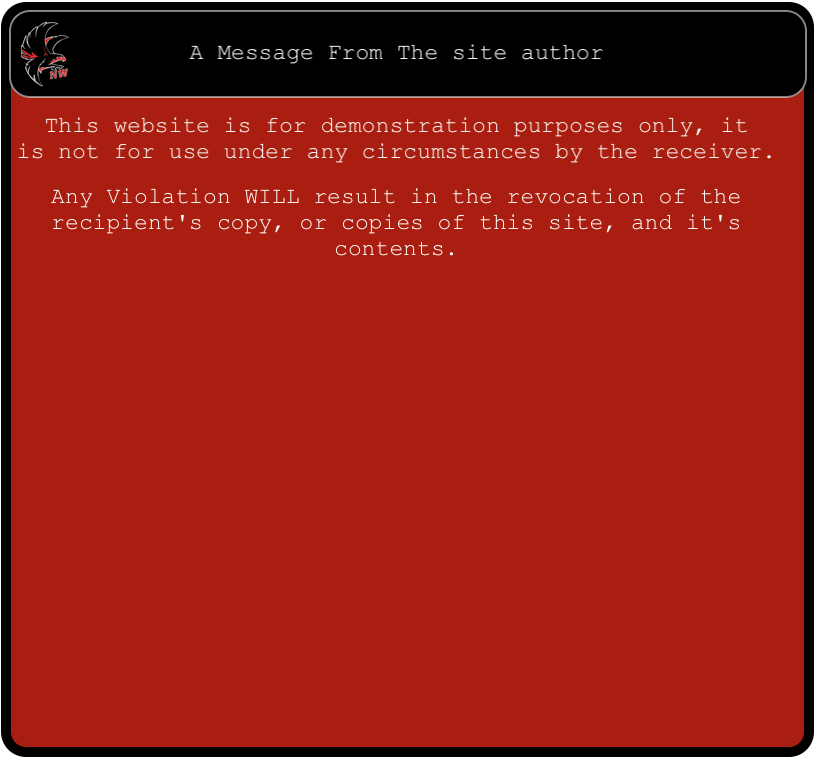 NW
A Message From The site author
This website is for demonstration purposes only, it
is not for use under any circumstances by the receiver.
Any Violation WILL result in the revocation of the
recipient's copy, or copies of this site, and it's
contents.